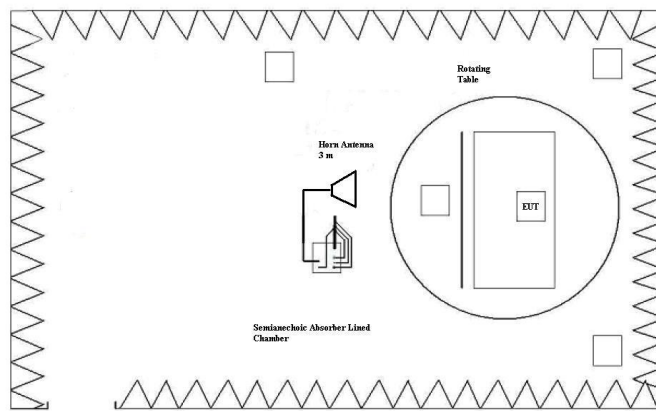 Rotating
Table
Horn Antenna
3 m
EUT
Semianechoic Absorber Lined
Chamber